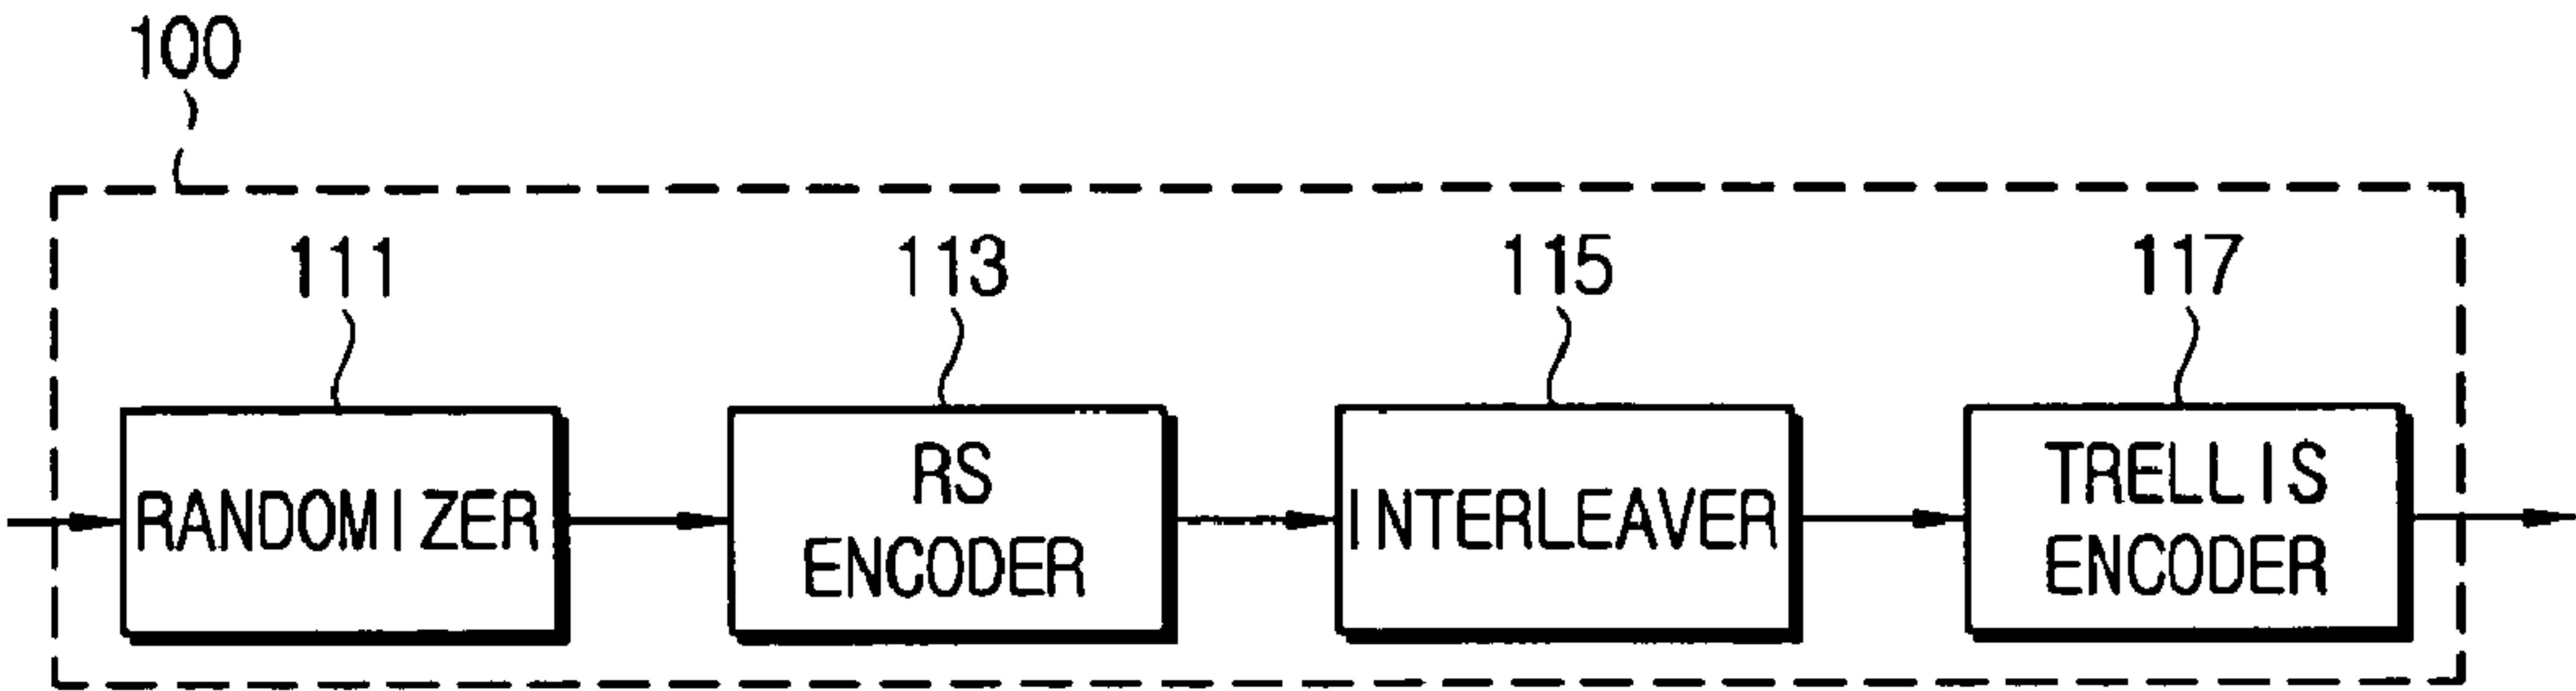 100
111
113
115
117
RANDOMIZER
RS
ENCODER
INTERLEAVER
TRELLIS
ENCODER